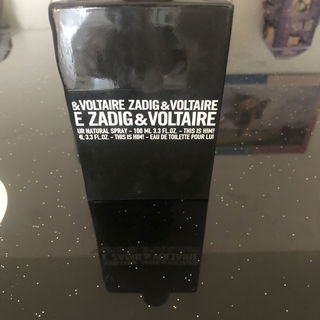 &VOLTAIRE ZADIG&VOLTAIRE
E ZADIG&VOLTAIRE
UR NATURAL SPRAY - 100 ML 3.3 FL.OZ. - THIS IS HIM!
3.3 FL.OZ. - THIS IS HIM! - EAU DE TOILETTE POUR LUI